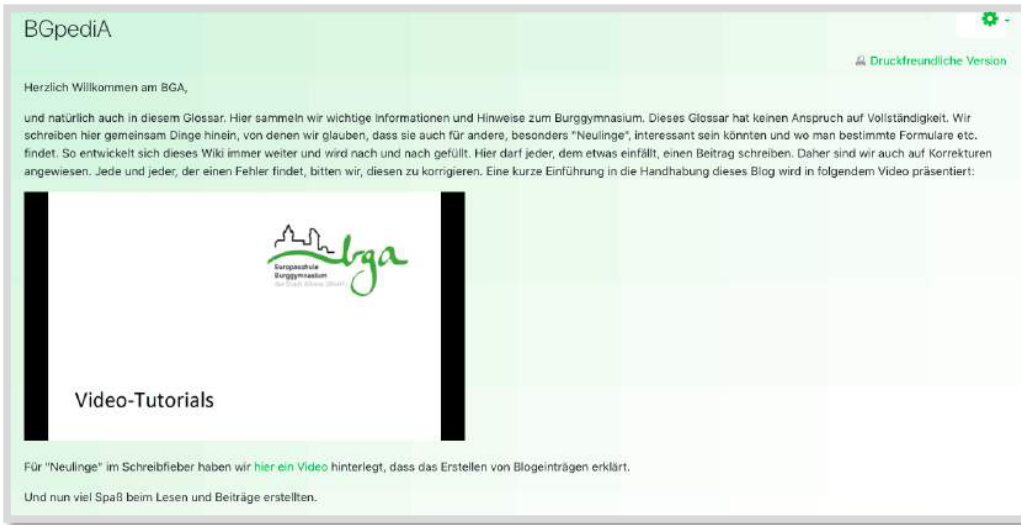 BGpediA
Druckfreundliche Version
Herzlich Willkommen am BGA,
und natürlich auch in diesem Glossar. Hier sammeln wir wichtige Informationen und Hinweise zum Burggymnasium. Dieses Glossar hat keinen Anspruch auf Vollständigkeit. Wir
schreiben hier gemeinsam Dinge hinein, von denen wir glauben, dass sie auch für andere, besonders "Neulinge", interessant sein könnten und wo man bestimmte Formulare etc.
findet. So entwickelt sich dieses Wiki immer weiter und wird nach und nach gefüllt. Hier darf jeder, dem etwas einfällt, einen Beitrag schreiben. Daher sind wir auch auf Korrekturen
angewiesen. Jede und jeder, der einen Fehler findet, bitten wir, diesen zu korrigieren. Eine kurze Einführung in die Handhabung dieses Blog wird in folgendem Video präsentiert:
bga
Europaschule
Burggymnasium
der Stadt Altena
Video-Tutorials
Für "Neulinge" im Schreibfieber haben wir hier ein Video hinterlegt, dass das Erstellen von Blogeinträgen erklärt.
Und nun viel Spaß beim Lesen und Beiträge erstellten.